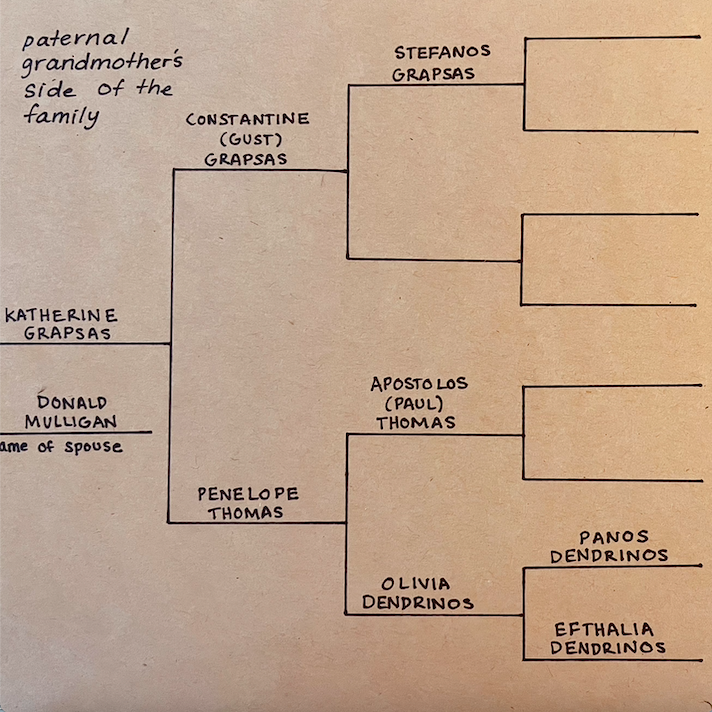 paternal
grandmother's
side of the
family
STEFANOS
GRAPSAS
CONSTANTINE
(GUST)
GRAPSAS
KATHERINE
GRAPSAS
DONALD
MULLIGAN
ame of spouse
APOSTOLOS
(PAUL)
THOMAS
PENELOPE
THOMAS
PANOS
DENDRINOS
OLIVIA
DENDRINOS
EFTHALIA
DENDRINOS